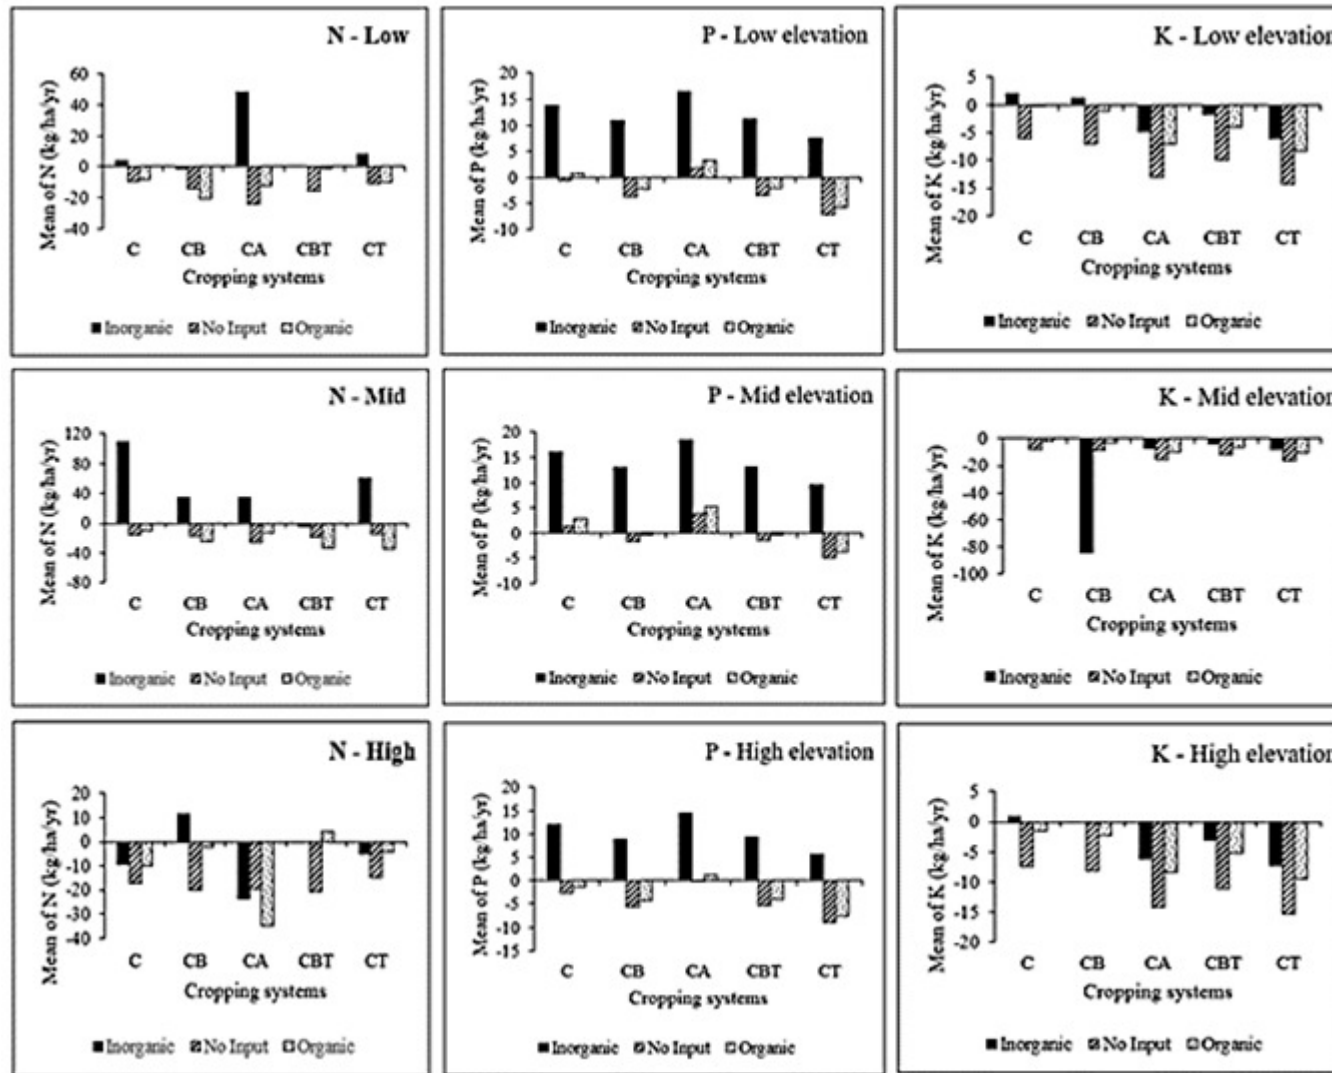 N - Low
Mean of N (kg/ha/yr)
60
40
20
0
-20
-40
C CB CA CBT CT
Cropping systems
Inorganic No Input Organic
P - Low elevation
Mean of P (kg/ha/yr)
20
15
10
5
0
-5
-10
C CB CA CBT CT
Cropping systems
Inorganic No Input Organic
K - Low elevation
Mean of K (kg/ha/yr)
5
0
-5
-10
-15
-20
C CB CA CBT CT
Cropping systems
Inorganic No Input Organic
N - Mid
Mean of N (kg/ha/yr)
120
80
40
0
-40
-80
C CB CA CBT CT
Cropping systems
Inorganic No Input Organic
P - Mid elevation
Mean of P (kg/ha/yr)
20
15
10
5
0
-5
-10
C CB CA CBT CT
Cropping systems
Inorganic No Input Organic
K - Mid elevation
Mean of K (kg/ha/yr)
0
-20
-40
-60
-80
-100
C CB CA CBT CT
Cropping systems
Inorganic No Input Organic
N - High
Mean of N (kg/ha/yr)
20
10
0
-10
-20
-30
-40
C CB CA CBT CT
Cropping systems
Inorganic No Input Organic
P - High elevation
Mean of P (kg/ha/yr)
20
15
10
5
0
-5
-10
-15
C CB CA CBT CT
Cropping systems
Inorganic No Input Organic
K - High elevation
Mean of K (kg/ha/yr)
5
0
-5
-10
-15
-20
C CB CA CBT CT
Cropping systems
Inorganic No Input Organic